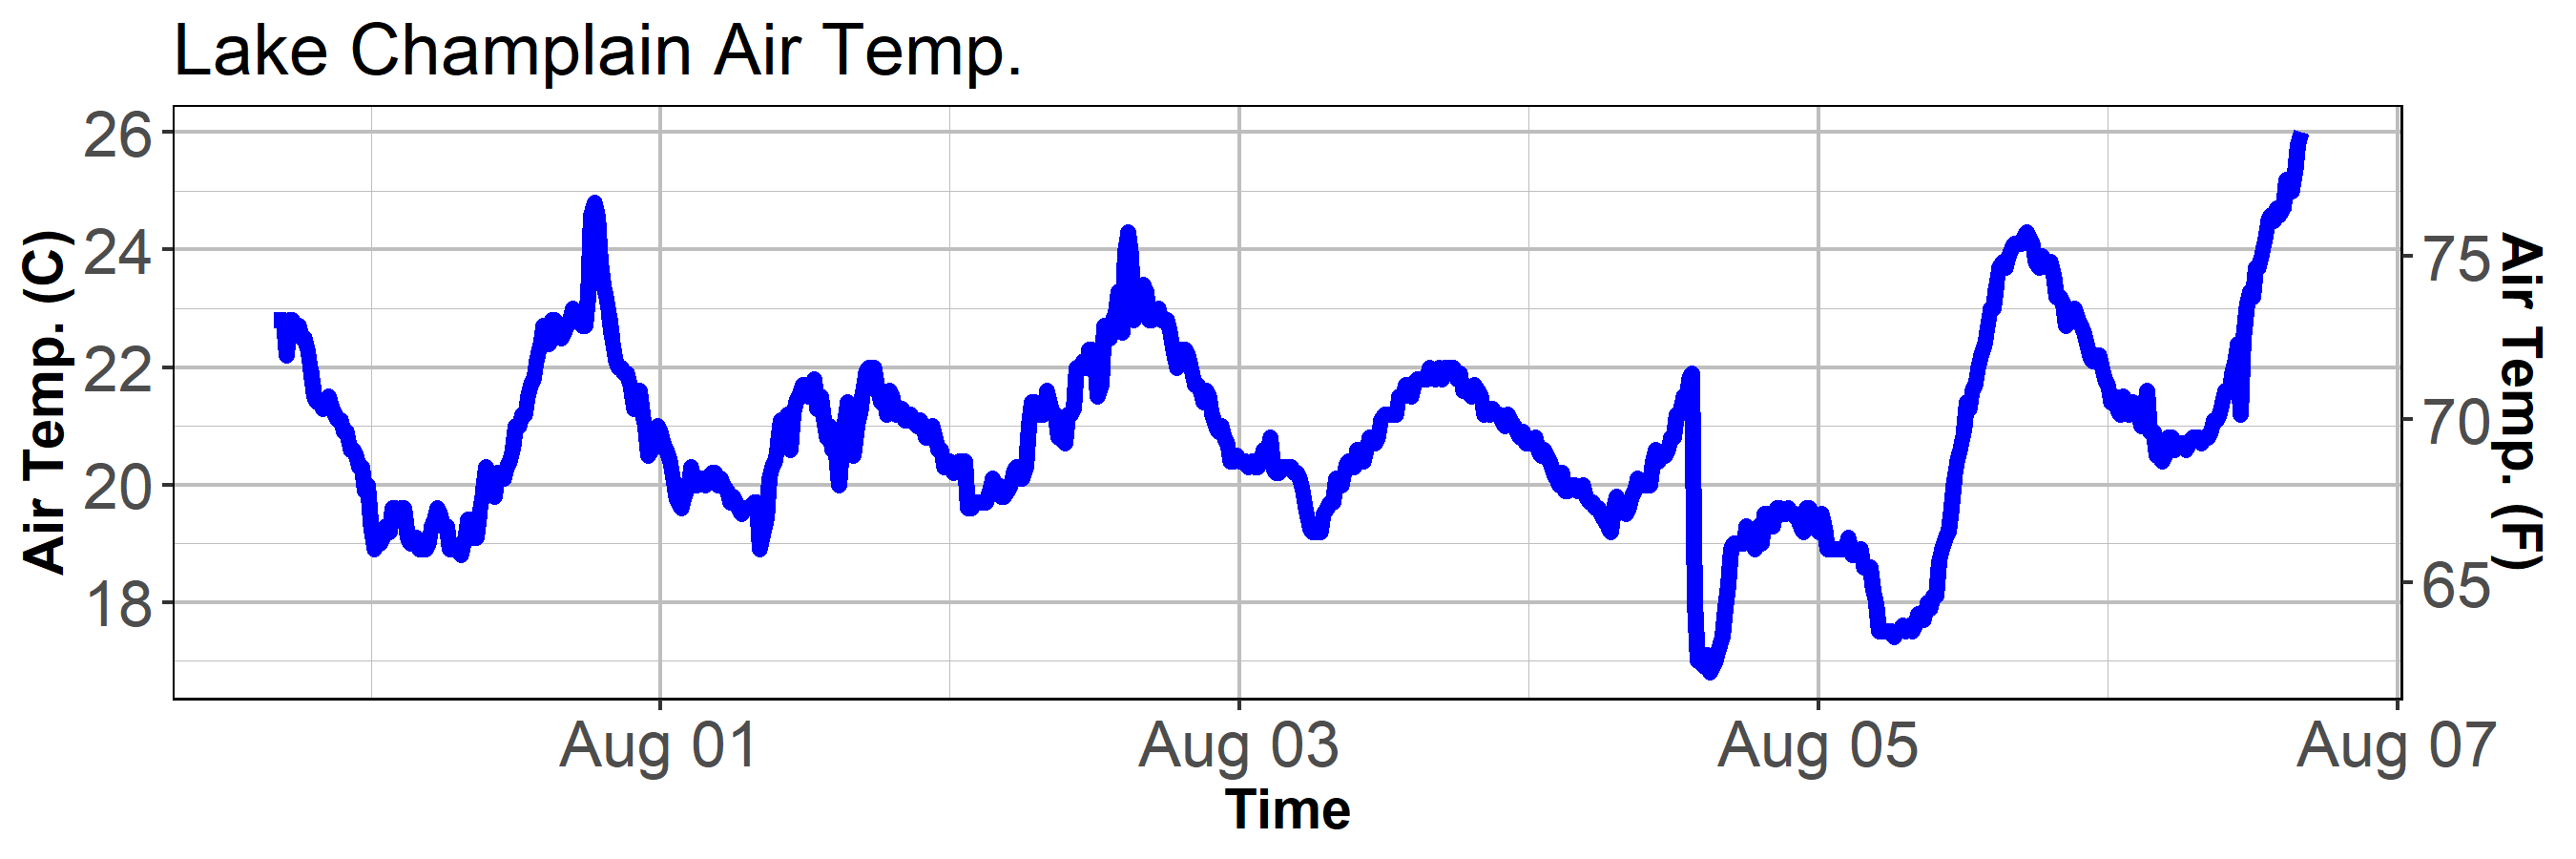 Lake Champlain Air Temp.
Air Temp. (C)
26
24
22
20
18
75
70
65
Air Temp. (F)
Aug 01
Aug 03
Aug 05
Aug 07
Time